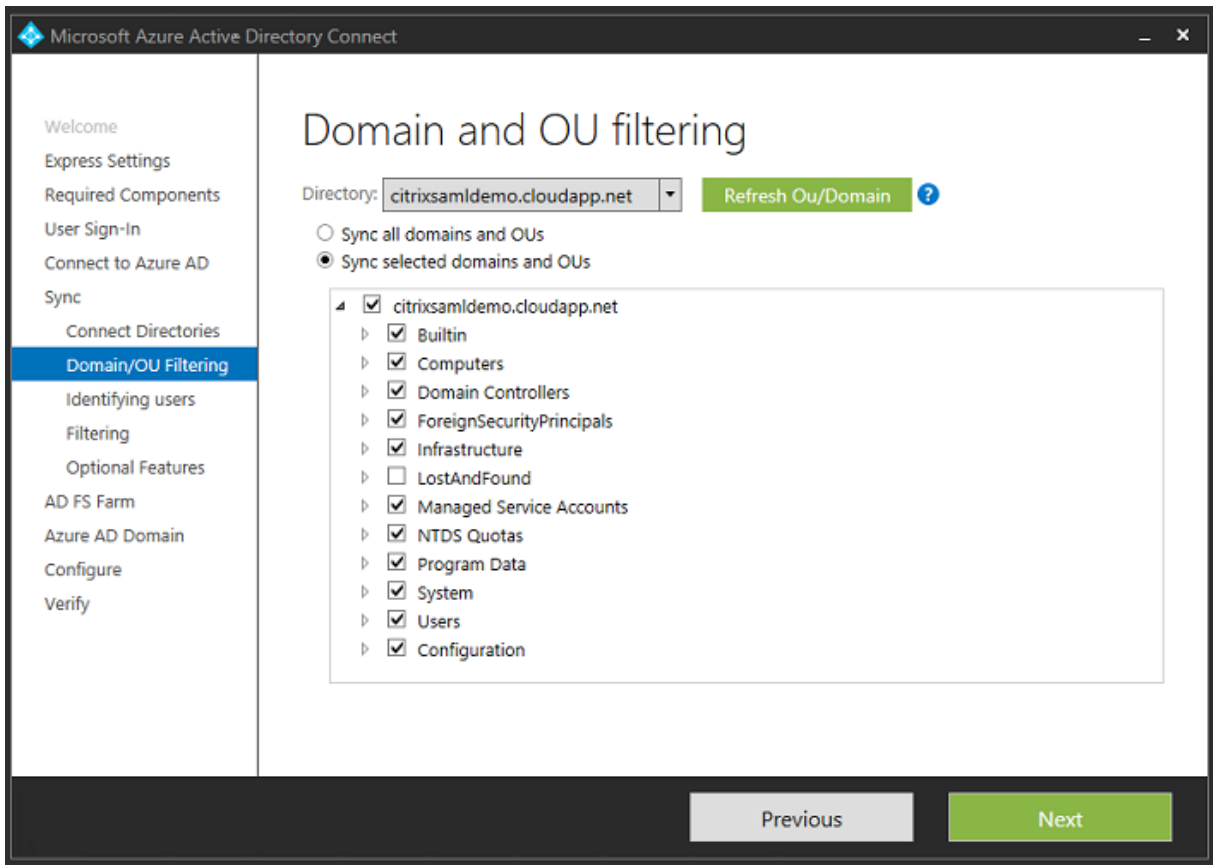 Microsoft Azure Active Directory Connect
Welcome
Express Settings
Required Components
User Sign-In
Connect to Azure AD
Sync
Connect Directories
Domain/OU Filtering
Identifying users
Filtering
Optional Features
AD FS Farm
Azure AD Domain
Configure
Verify
Domain and OU filtering
Directory: citrixsamldemo.cloudapp.net Refresh Ou/Domain ?
Sync all domains and OUs
Sync selected domains and OUs
citrixsamldemo.cloudapp.net
Builtin
Computers
Domain Controllers
ForeignSecurityPrincipals
Infrastructure
LostAndFound
Managed Service Accounts
NTDS Quotas
Program Data
System
Users
Configuration
Previous Next